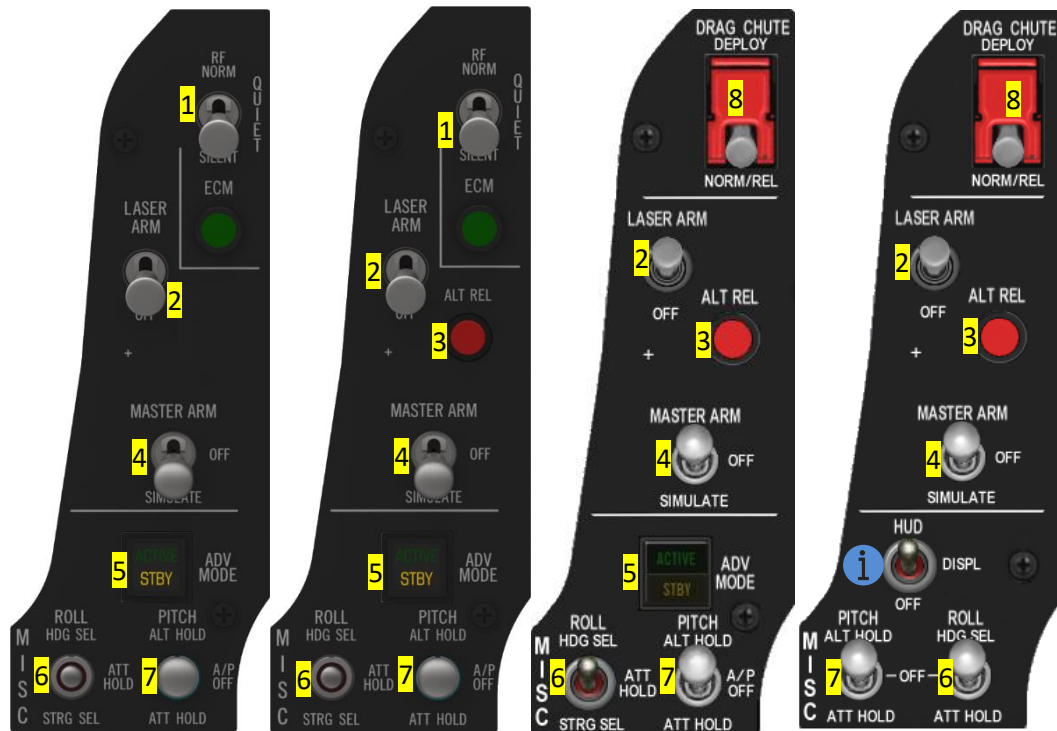 RF
NORM
1
QUIET
SILENT
ECM
LASER
ARM
2
OFF
+
MASTER ARM
4
OFF
SIMULATE
5
ACTIVE
STBY
ADV
MODE
MISC
ROLL
HDG SEL
PITCH
ALT HOLD
6
ATT
HOLD
7
A/P
OFF
STRG SEL
ATT HOLD
RF
NORM
1
QUIET
SILENT
ECM
LASER
ARM
2
OFF
ALT REL
3
+
MASTER ARM
4
OFF
SIMULATE
5
ACTIVE
STBY
ADV
MODE
MISC
ROLL
HDG SEL
PITCH
ALT HOLD
6
ATT
HOLD
7
A/P
OFF
STRG SEL
ATT HOLD
DRAG CHUTE
DEPLOY
8
NORM/REL
LASER ARM
2
OFF
ALT REL
3
+
MASTER ARM
4
OFF
SIMULATE
5
ACTIVE
STBY
ADV
MODE
MISC
ROLL
HDG SEL
PITCH
ALT HOLD
6
ATT
HOLD
7
A/P
OFF
STRG SEL
ATT HOLD
DRAG CHUTE
DEPLOY
8
NORM/REL
LASER ARM
2
OFF
ALT REL
3
+
MASTER ARM
4
OFF
SIMULATE
HUD
i
DISPL
OFF
MISC
PITCH
ALT HOLD
ROLL
HDG SEL
7
OFF
6
ATT HOLD
ATT HOLD